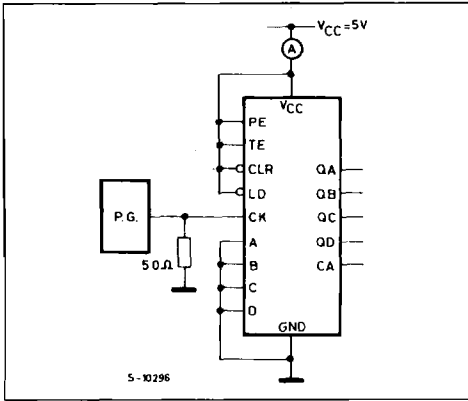 VCC=5V
A
VCC
PE
TE
CLR QA
LD QB
P.G. CK QC
A QD
50Ω B CA
C
D
GND
S-10296